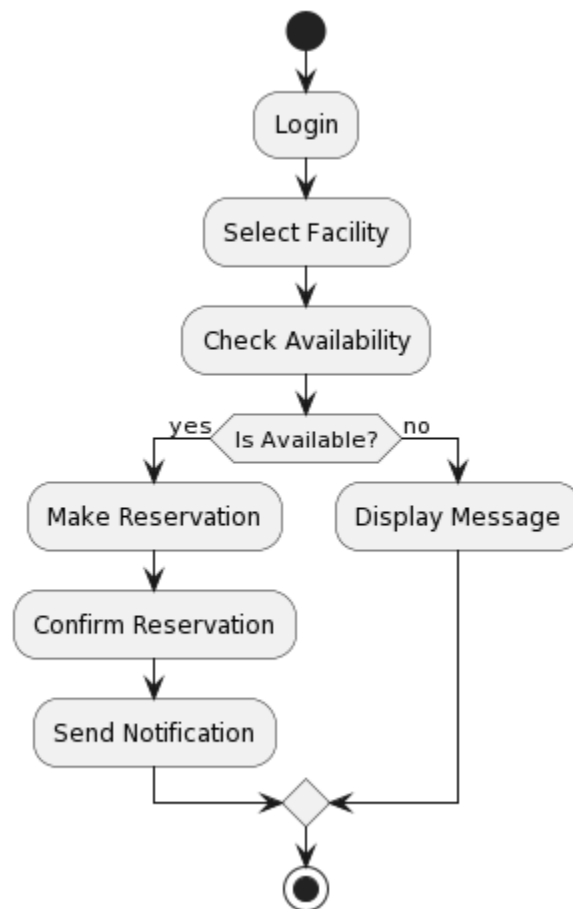 Login
Select Facility
Check Availability
yes
Is Available?
no
Make Reservation
Display Message
Confirm Reservation
Send Notification